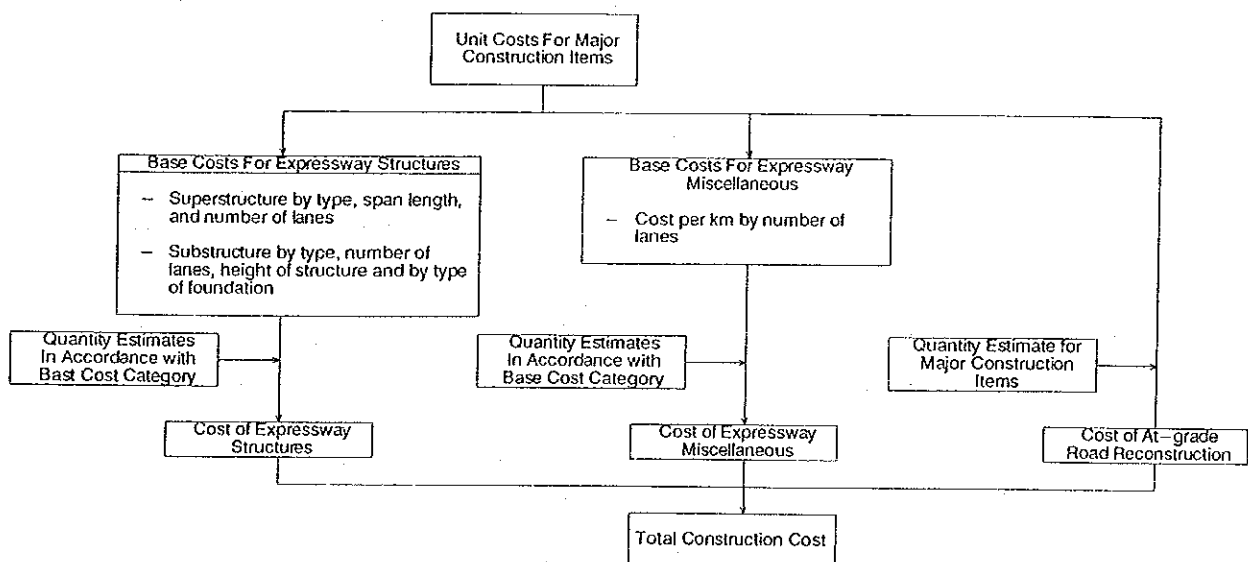 Unit Costs For Major
Construction Items
Base Costs For Expressway Structures
– Superstructure by type, span length,
and number of lanes
– Substructure by type, number of
lanes, height of structure and by type
of foundation
Base Costs For Expressway
Miscellaneous
– Cost per km by number of
lanes
Quantity Estimates
In Accordance with
Bast Cost Category
Quantity Estimates
In Accordance with
Base Cost Category
Quantity Estimate for
Major Construction
Items
Cost of Expressway
Structures
Cost of Expressway
Miscellaneous
Cost of At-grade
Road Reconstruction
Total Construction Cost